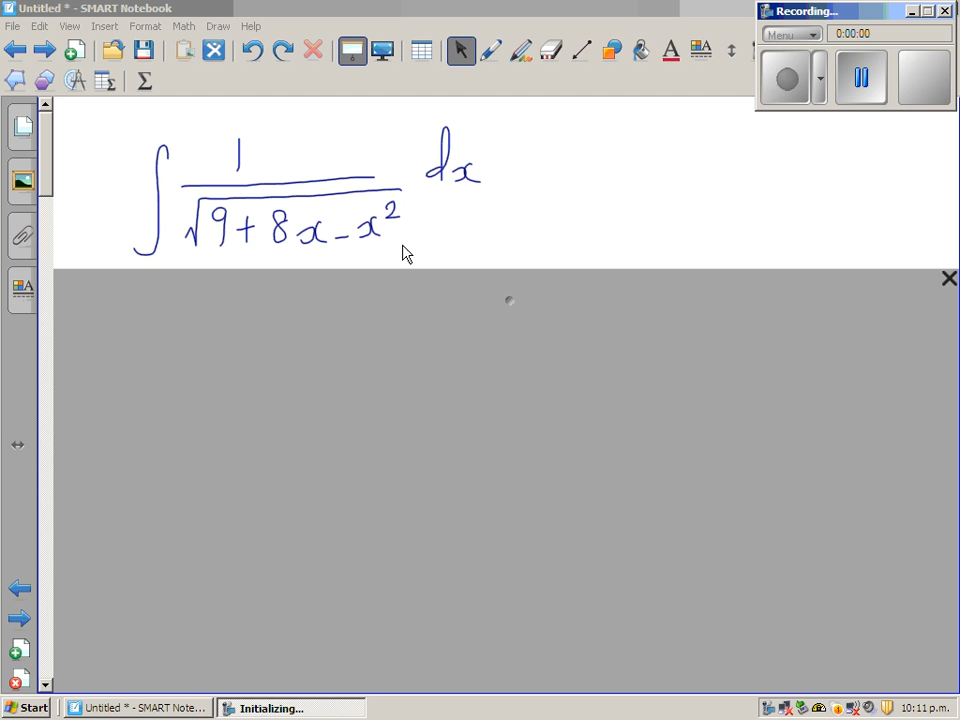 Untitled * - SMART Notebook
File Edit View Insert Format Math Draw Help
Recording...
Menu
0:00:00
∫ 1 / √(9 + 8x - x²) dx
Start
Untitled * - SMART Note...
Initializing...
10:11 p.m.